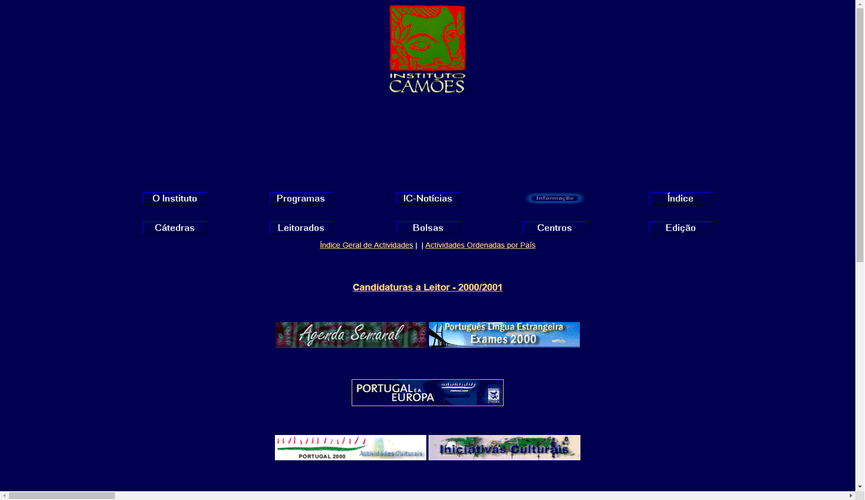 INSTITUTO
CAMÕES
O Instituto
Programas
IC-Notícias
Informação
Índice
Cátedras
Leitorados
Bolsas
Centros
Edição
Índice Geral de Actividades | | Actividades Ordenadas por País
Candidaturas a Leitor - 2000/2001
Agenda Semanal
Português Língua Estrangeira
Exames 2000
PORTUGAL E A
EUROPA
PORTUGAL 2000
Actividades Culturais
Iniciativas Culturais